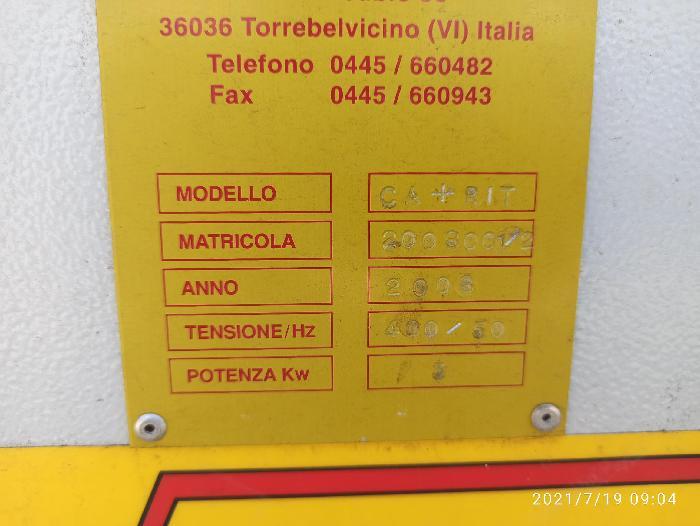 36036 Torrebelvicino (VI) Italia
Telefono 0445 / 660482
Fax 0445 / 660943
MODELLO CA + RIT
MATRICOLA
ANNO 2008
TENSIONE/Hz 400/50
POTENZA Kw
2021/7/19 09:04